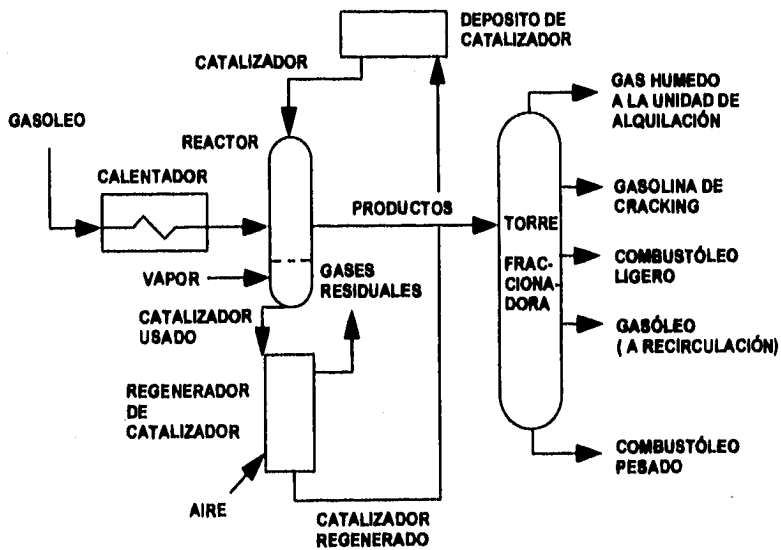 DEPOSITO DE
CATALIZADOR
CATALIZADOR
GAS HUMEDO
A LA UNIDAD DE
ALQUILACIÓN
GASOLEO
REACTOR
CALENTADOR
GASOLINA DE
CRACKING
PRODUCTOS
TORRE
FRAC-
CIONA-
DORA
COMBUSTÓLEO
LIGERO
VAPOR
GASES
RESIDUALES
CATALIZADOR
USADO
GASÓLEO
( A RECIRCULACIÓN)
REGENERADOR
DE
CATALIZADOR
COMBUSTÓLEO
PESADO
AIRE
CATALIZADOR
REGENERADO